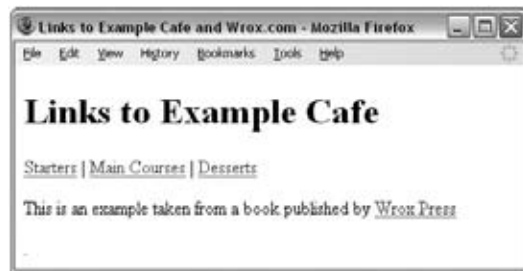 Links to Example Cafe and Wrox.com - Mozilla Firefox
File Edit View History Bookmarks Tools Help
Links to Example Cafe
Starters | Main Courses | Desserts
This is an example taken from a book published by Wrox Press